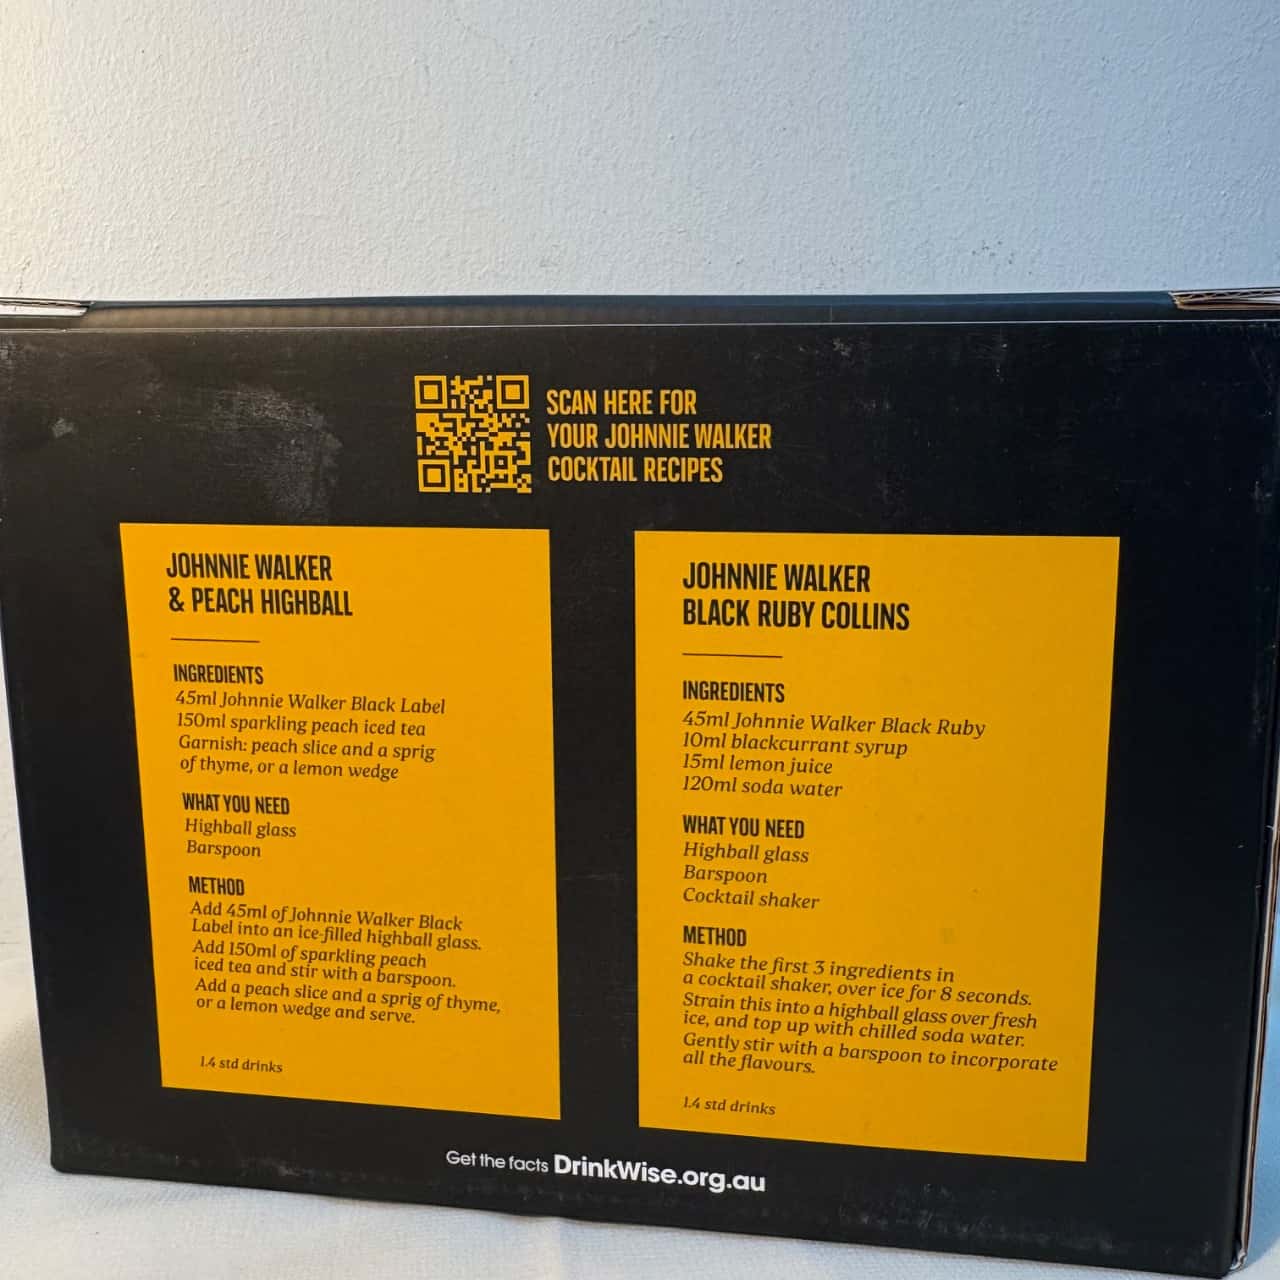 SCAN HERE FOR
YOUR JOHNNIE WALKER
COCKTAIL RECIPES
JOHNNIE WALKER
& PEACH HIGHBALL
INGREDIENTS
45ml Johnnie Walker Black Label
150ml sparkling peach iced tea
Garnish: peach slice and a sprig
of thyme, or a lemon wedge
WHAT YOU NEED
Highball glass
Barspoon
METHOD
Add 45ml of Johnnie Walker Black
Label into an ice-filled highball glass.
Add 150ml of sparkling peach
iced tea and stir with a barspoon.
Add a peach slice and a sprig of thyme,
or a lemon wedge and serve.
1.4 std drinks
JOHNNIE WALKER
BLACK RUBY COLLINS
INGREDIENTS
45ml Johnnie Walker Black Ruby
10ml blackcurrant syrup
15ml lemon juice
120ml soda water
WHAT YOU NEED
Highball glass
Barspoon
Cocktail shaker
METHOD
Shake the first 3 ingredients in
a cocktail shaker, over ice for 8 seconds.
Strain this into a highball glass over fresh
ice, and top up with chilled soda water.
Gently stir with a barspoon to incorporate
all the flavours.
1.4 std drinks
Get the facts DrinkWise.org.au